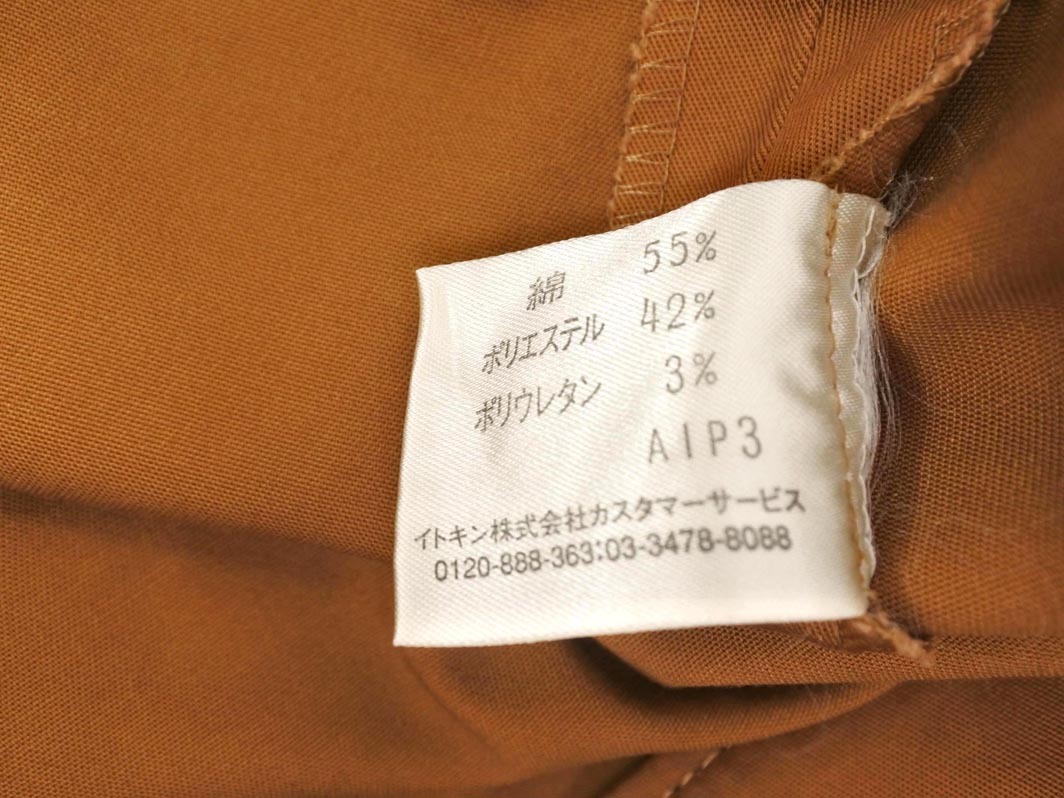 綿 55%
ポリエステル 42%
ポリウレタン 3%
AIP3
イトキン株式会社カスタマーサービス
0120-888-363:03-3478-8088